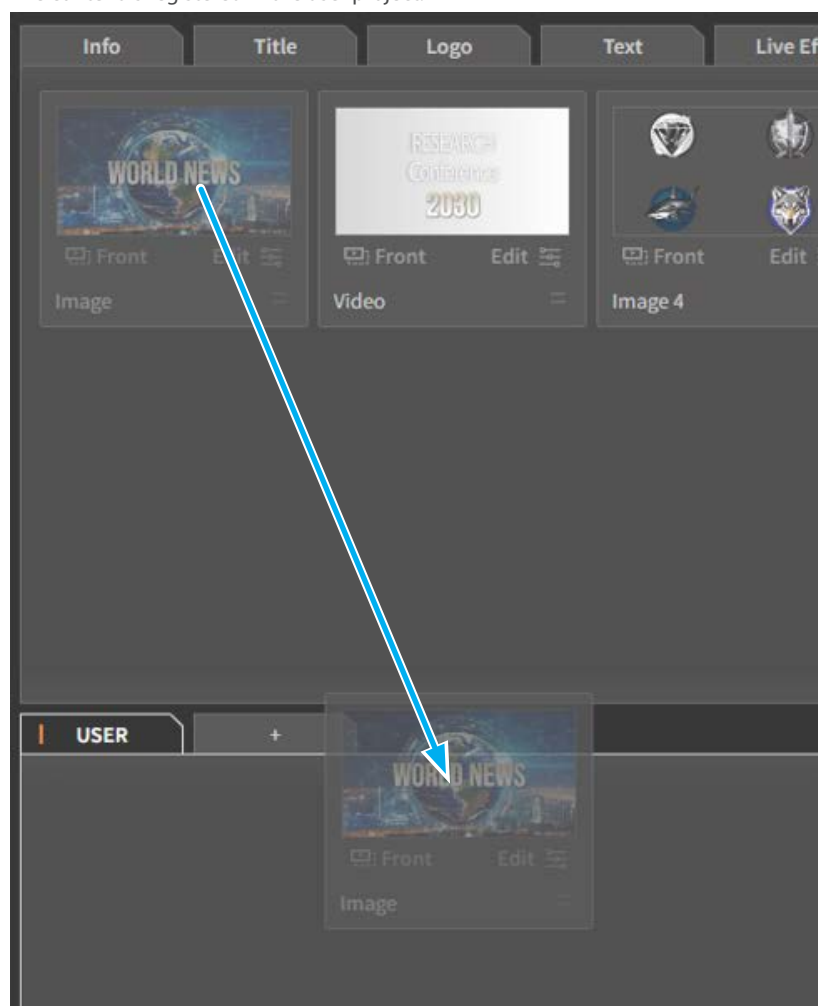 Info Title Logo Text Live Ef
WORLD NEWS
RESEARCH
Conference
2030
Front Edit
Front Edit
Front Edit
Image
Video
Image 4
USER +
WORLD NEWS
Front Edit
Image